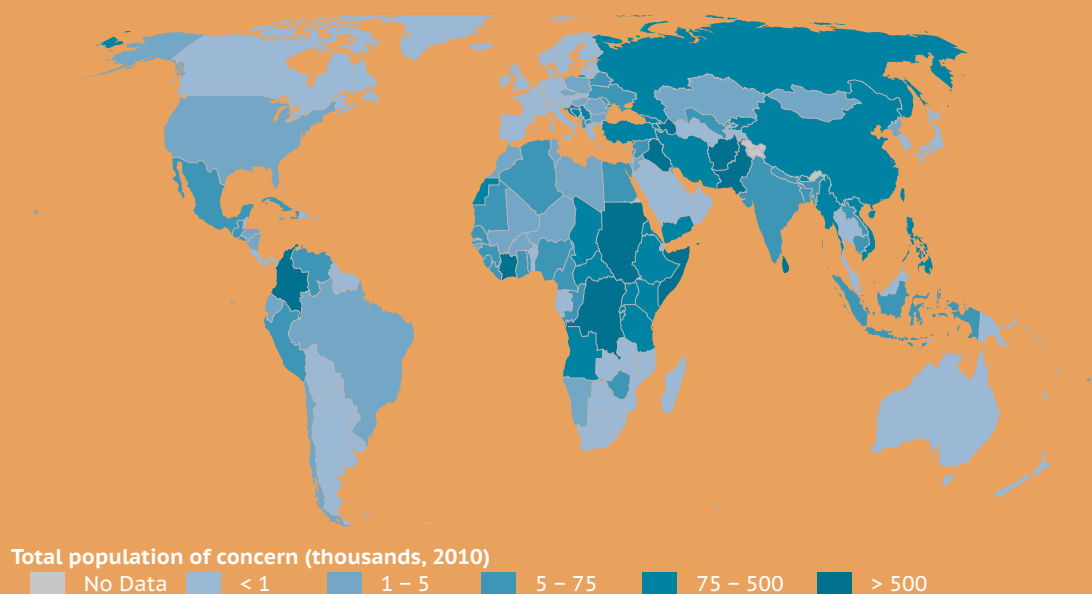 Total population of concern (thousands, 2010)
No Data < 1 1 – 5 5 – 75 75 – 500 > 500